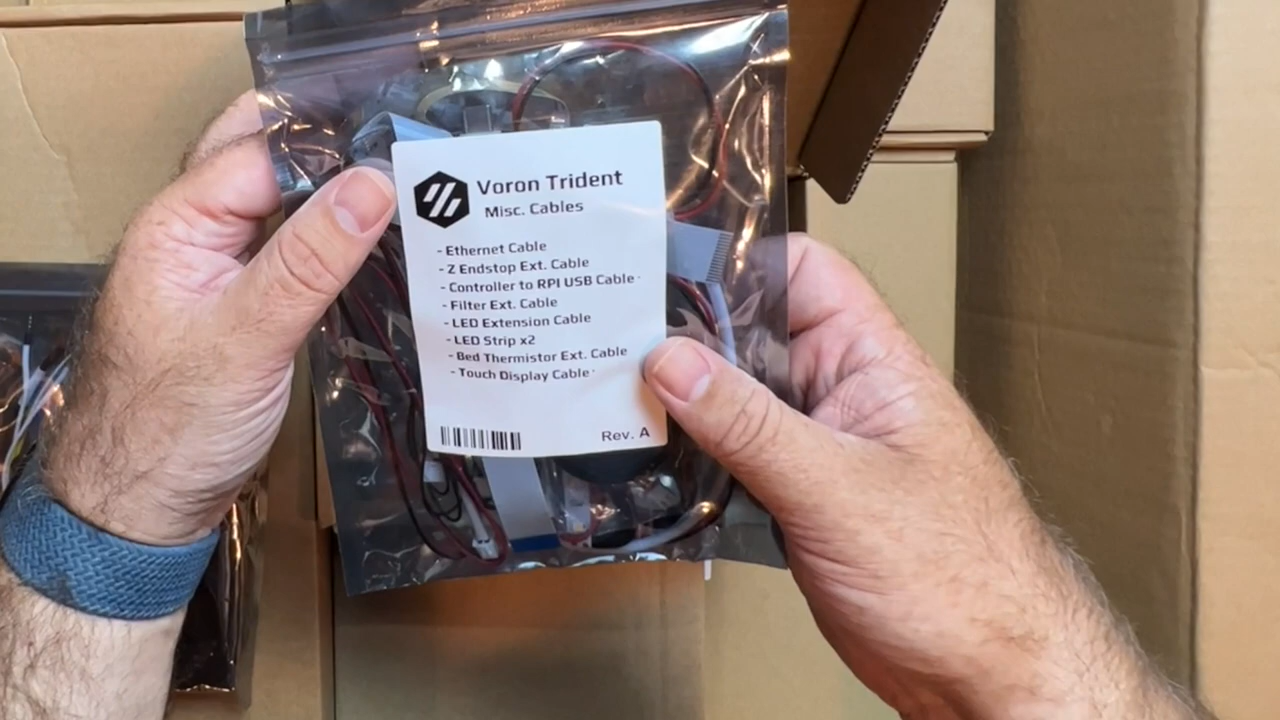 Voron Trident
Misc. Cables
- Ethernet Cable
- Z Endstop Ext. Cable
- Controller to RPI USB Cable
- Filter Ext. Cable
- LED Extension Cable
- LED Strip x2
- Bed Thermistor Ext. Cable
- Touch Display Cable
Rev. A